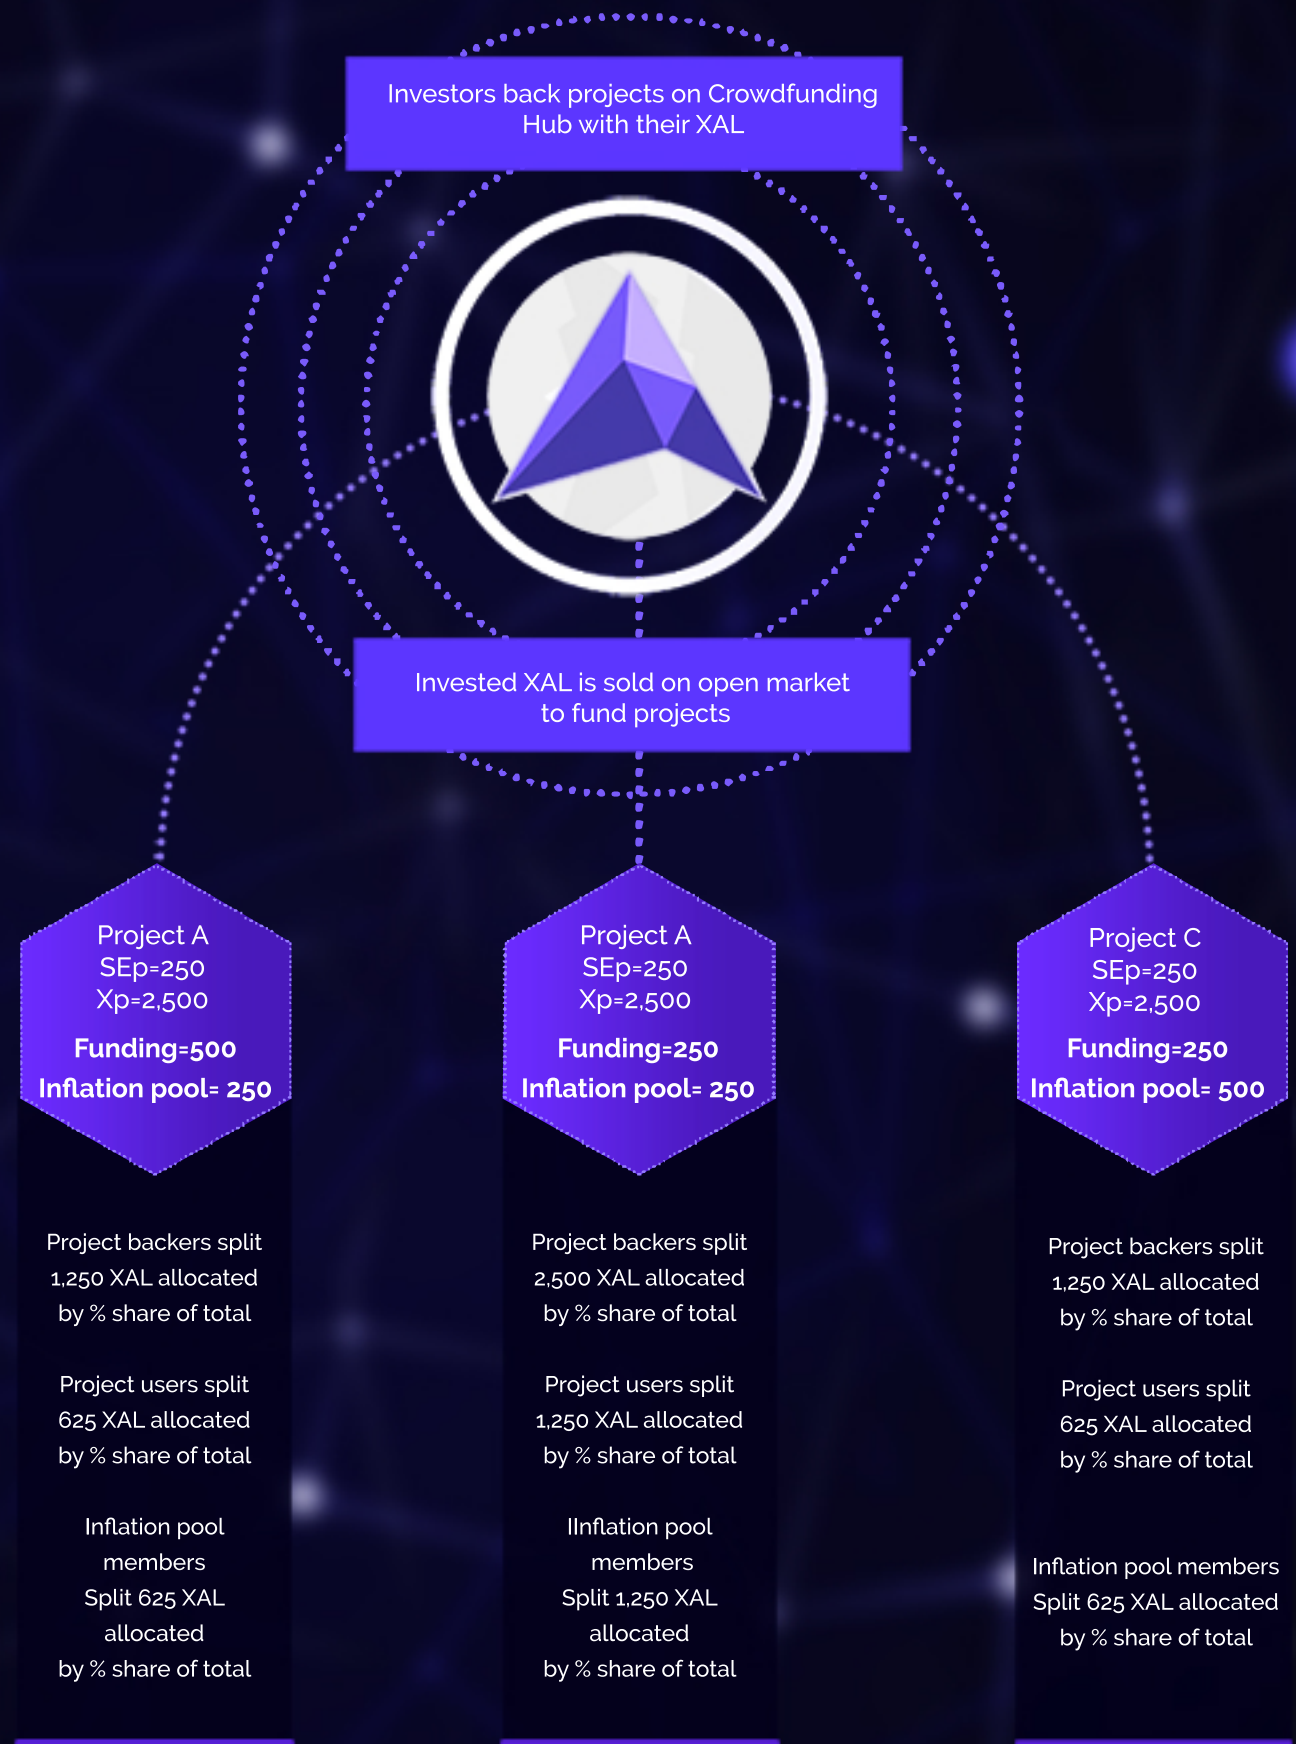 Investors back projects on Crowdfunding
Hub with their XAL
Invested XAL is sold on open market
to fund projects
Project A
SEp=250
Xp=2,500
Funding=500
Inflation pool= 250
Project backers split
1,250 XAL allocated
by % share of total
Project users split
625 XAL allocated
by % share of total
Inflation pool
members
Split 625 XAL
allocated
by % share of total
Project A
SEp=250
Xp=2,500
Funding=250
Inflation pool= 250
Project backers split
2,500 XAL allocated
by % share of total
Project users split
1,250 XAL allocated
by % share of total
IInflation pool
members
Split 1,250 XAL
allocated
by % share of total
Project C
SEp=250
Xp=2,500
Funding=250
Inflation pool= 500
Project backers split
1,250 XAL allocated
by % share of total
Project users split
625 XAL allocated
by % share of total
Inflation pool members
Split 625 XAL allocated
by % share of total